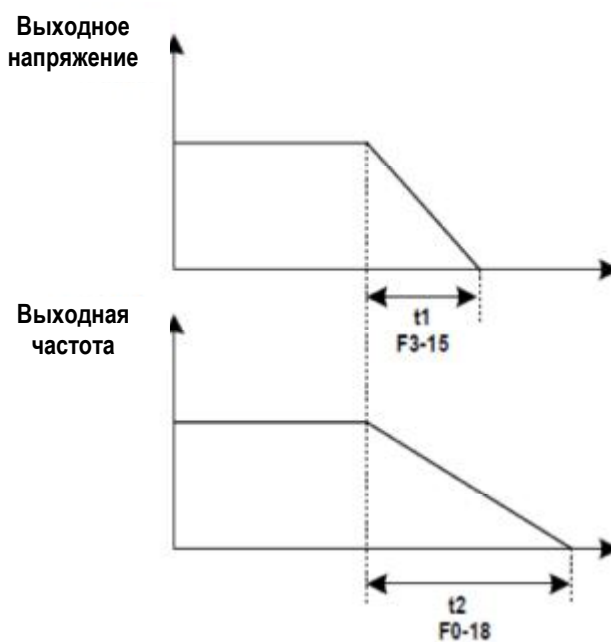 Выходное
напряжение
t1
F3-15
Выходная
частота
t2
F0-18